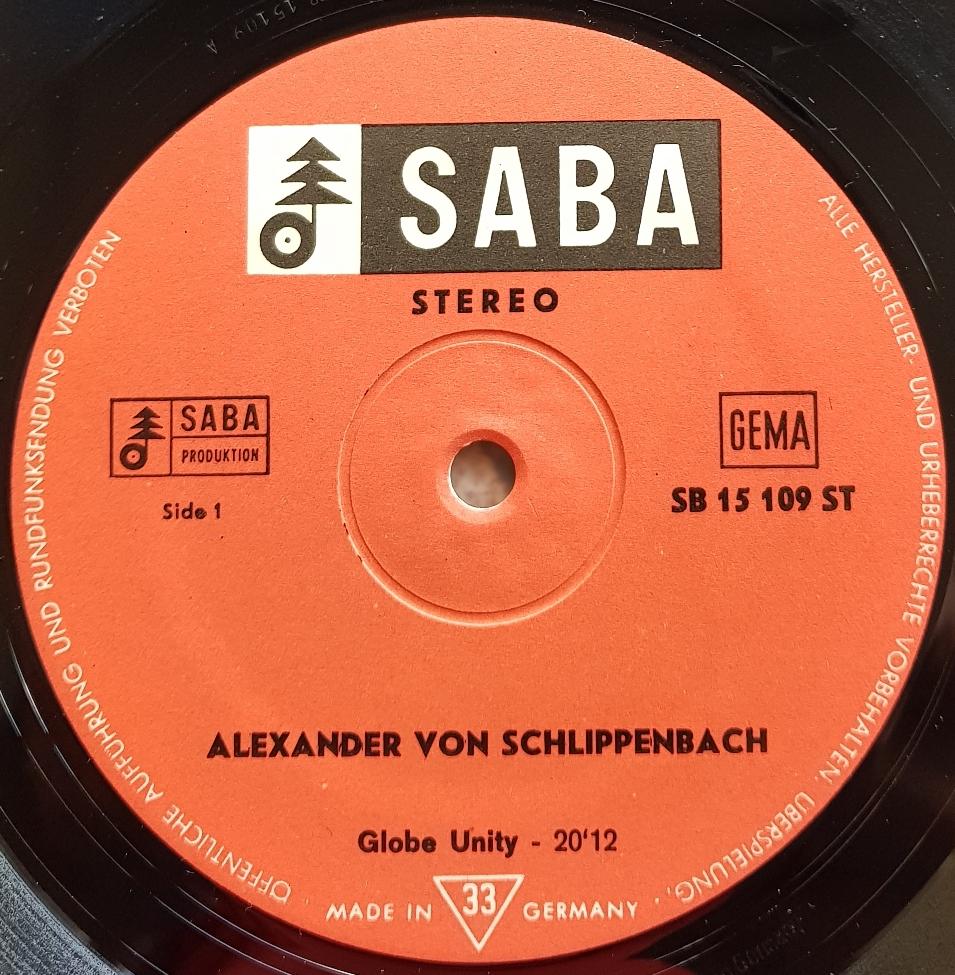 SABA
STEREO
SABA
PRODUKTION
Side 1
GEMA
SB 15 109 ST
ALEXANDER VON SCHLIPPENBACH
Globe Unity - 20'12
MADE IN 33 GERMANY
ALLE HERSTELLER- UND URHEBERRECHTE VORBEHALTEN. ÜBERSPIELUNG,
ÖFFENTLICHE AUFFÜHRUNG UND RUNDFUNKSENDUNG VERBOTEN
15109 A